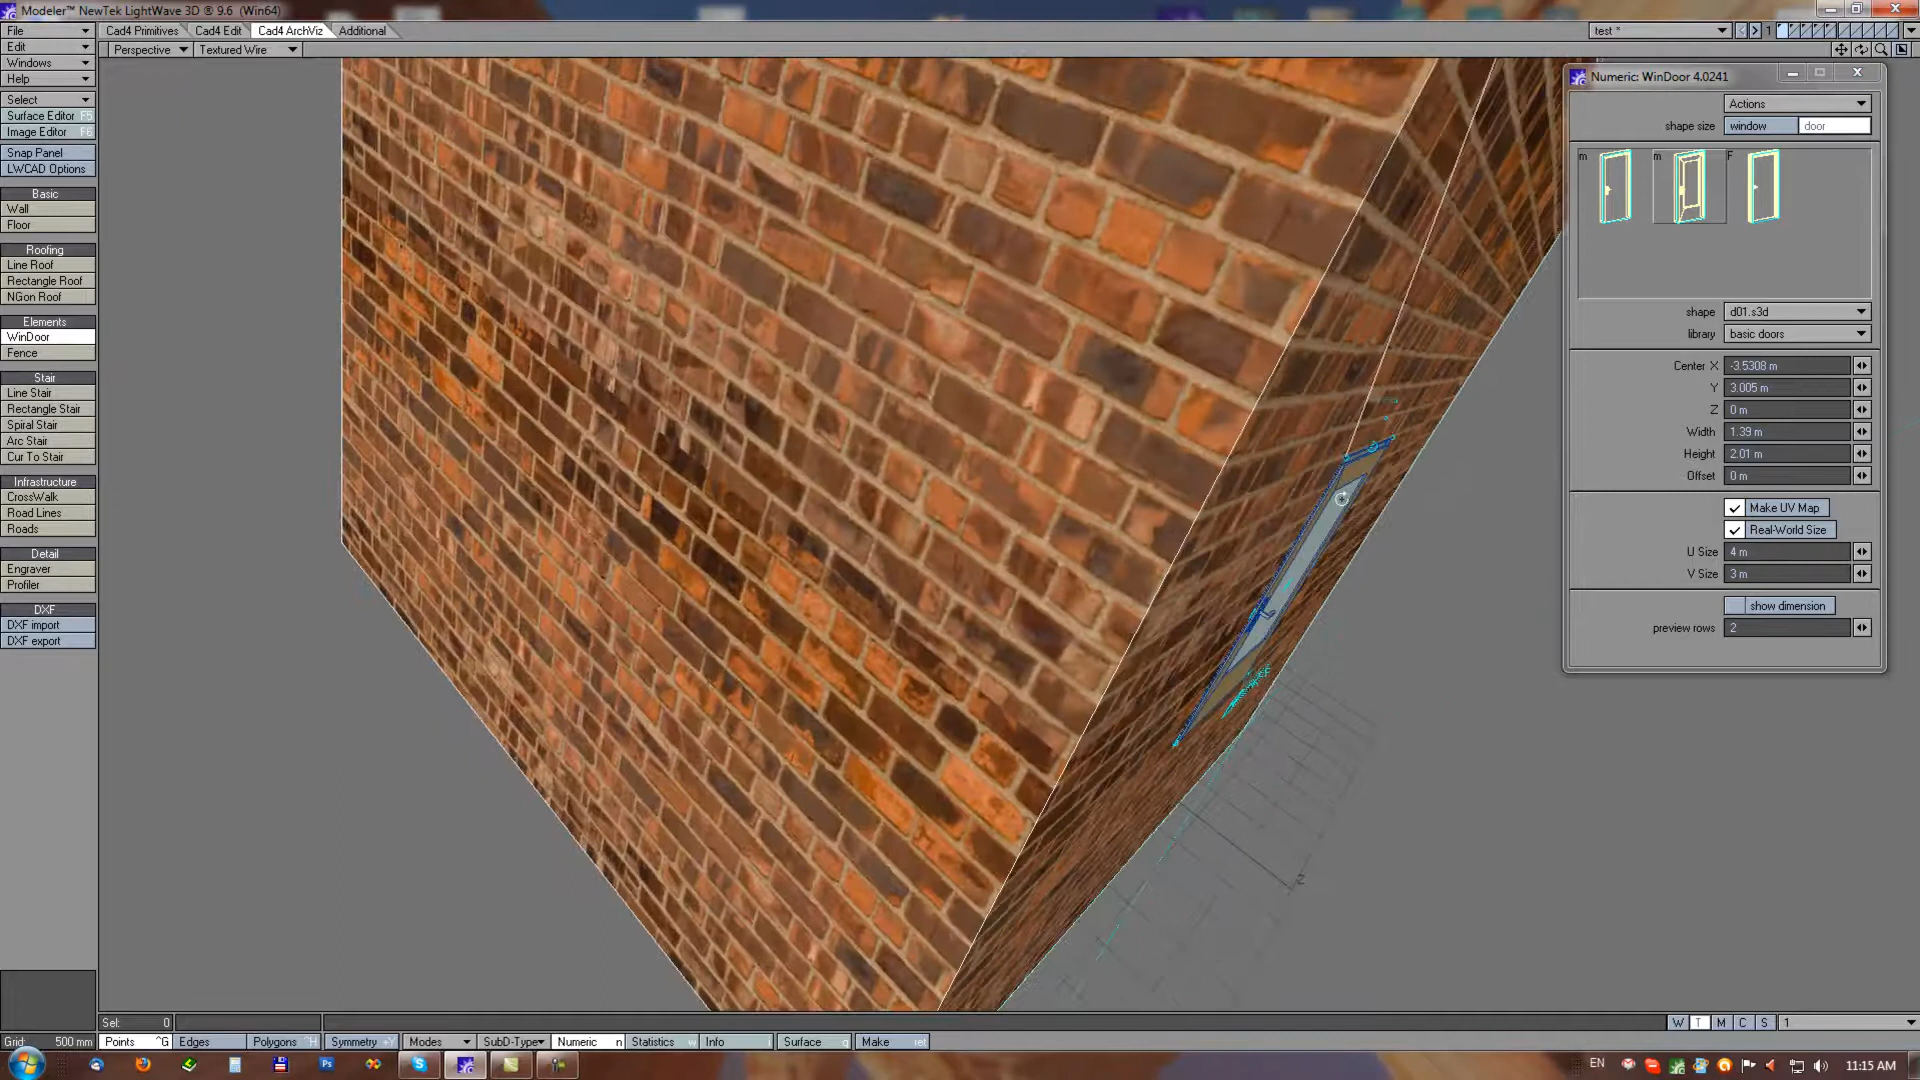 Modeler™ NewTek LightWave 3D ® 9.6 (Win64)
File
Edit
Windows
Help
Select
Surface Editor F5
Image Editor F6
Snap Panel
LWCAD Options
Basic
Wall
Floor
Roofing
Line Roof
Rectangle Roof
NGon Roof
Elements
WinDoor
Fence
Stair
Line Stair
Rectangle Stair
Spiral Stair
Arc Stair
Cur To Stair
Infrastructure
CrossWalk
Road Lines
Roads
Detail
Engraver
Profiler
DXF
DXF import
DXF export
Cad4 Primitives Cad4 Edit Cad4 ArchViz Additional
Perspective Textured Wire
test * 1
Numeric: WinDoor 4.0241
Actions
shape size window door
m m F
shape d01.s3d
library basic doors
Center X -3.5308 m
Y 3.005 m
Z 0 m
Width 1.39 m
Height 2.01 m
Offset 0 m
Make UV Map
Real-World Size
U Size 4 m
V Size 3 m
show dimension
preview rows 2
Z
Sel: 0
W T M C S 1
Grid: 500 mm Points ^G Edges Polygons ^H Symmetry +Y Modes SubD-Type Numeric n Statistics w Info i Surface q Make ret
EN 11:15 AM